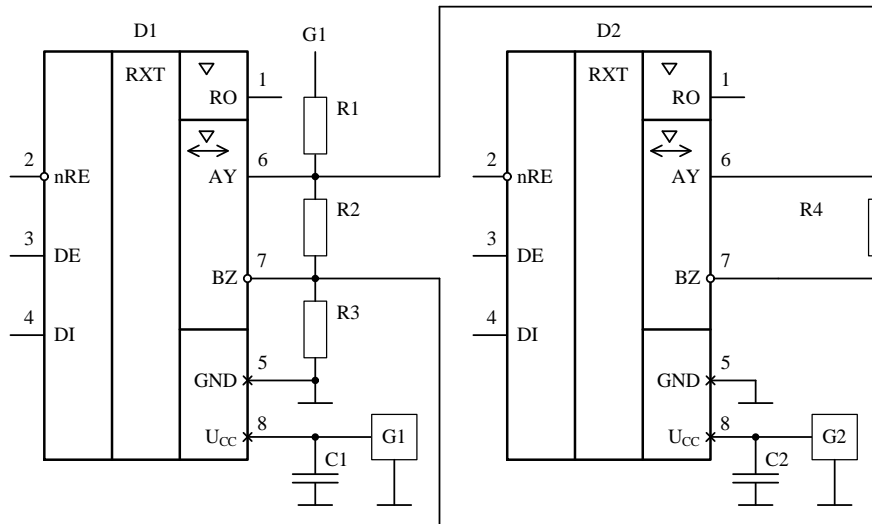 D1
G1
D2
RXT
RO
1
R1
2
nRE
AY
6
R2
3
DE
BZ
7
R3
4
DI
GND
5
UCC
8
G1
C1
RXT
RO
1
2
nRE
AY
6
R4
3
DE
BZ
7
4
DI
GND
5
UCC
8
G2
C2